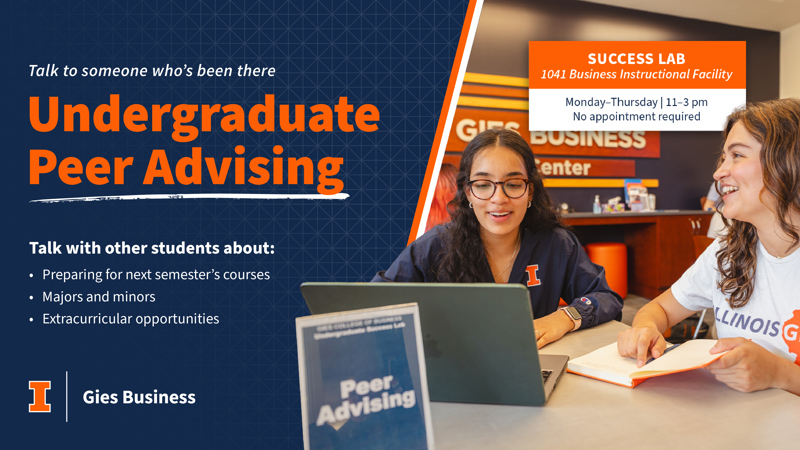 Talk to someone who's been there
Undergraduate
Peer Advising
Talk with other students about:
• Preparing for next semester's courses
• Majors and minors
• Extracurricular opportunities
I
Gies Business
SUCCESS LAB
1041 Business Instructional Facility
Monday–Thursday | 11–3 pm
No appointment required
GIES BUSINESS
Center
I
ILLINOIS
GIES COLLEGE OF BUSINESS
Undergraduate Success Lab
Peer
Advising